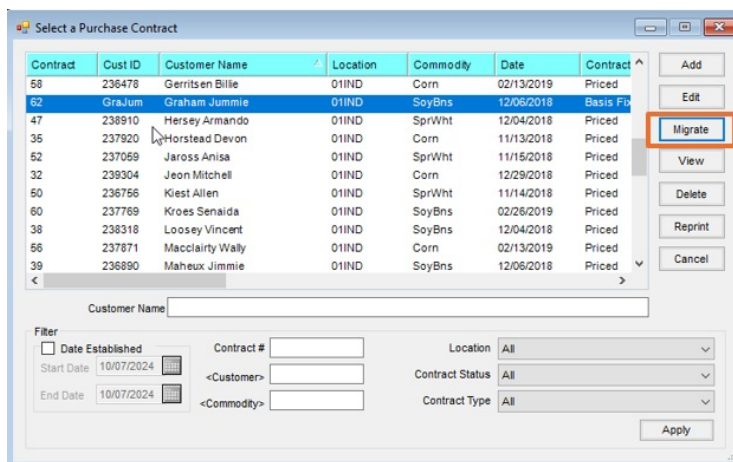 Select a Purchase Contract
Contract Cust ID Customer Name Location Commodity Date Contract Add
58 236478 Gerritsen Billie 01IND Corn 02/13/2019 Priced
62 GraJum Graham Jummie 01IND SoyBns 12/06/2018 Basis Fix Edit
47 238910 Hersey Armando 01IND SprWht 12/04/2018 Priced
Migrate
35 237920 Horstead Devon 01IND Corn 11/13/2018 Priced
52 237059 Jaross Anisa 01IND SprWht 11/15/2018 Priced View
32 239304 Jeon Mitchell 01IND Corn 12/29/2018 Priced
50 236756 Kiest Allen 01IND SprWht 11/14/2018 Priced Delete
60 237769 Kroes Senaida 01IND SoyBns 02/26/2019 Priced
38 238318 Loosey Vincent 01IND SoyBns 12/04/2018 Priced Reprint
56 237871 Macclairty Wally 01IND Corn 02/13/2019 Priced
39 236890 Maheux Jimmie 01IND SoyBns 12/06/2018 Priced Cancel
Customer Name
Filter
Date Established Contract # Location All
Start Date 10/07/2024 <Customer> Contract Status All
End Date 10/07/2024 <Commodity> Contract Type All
Apply